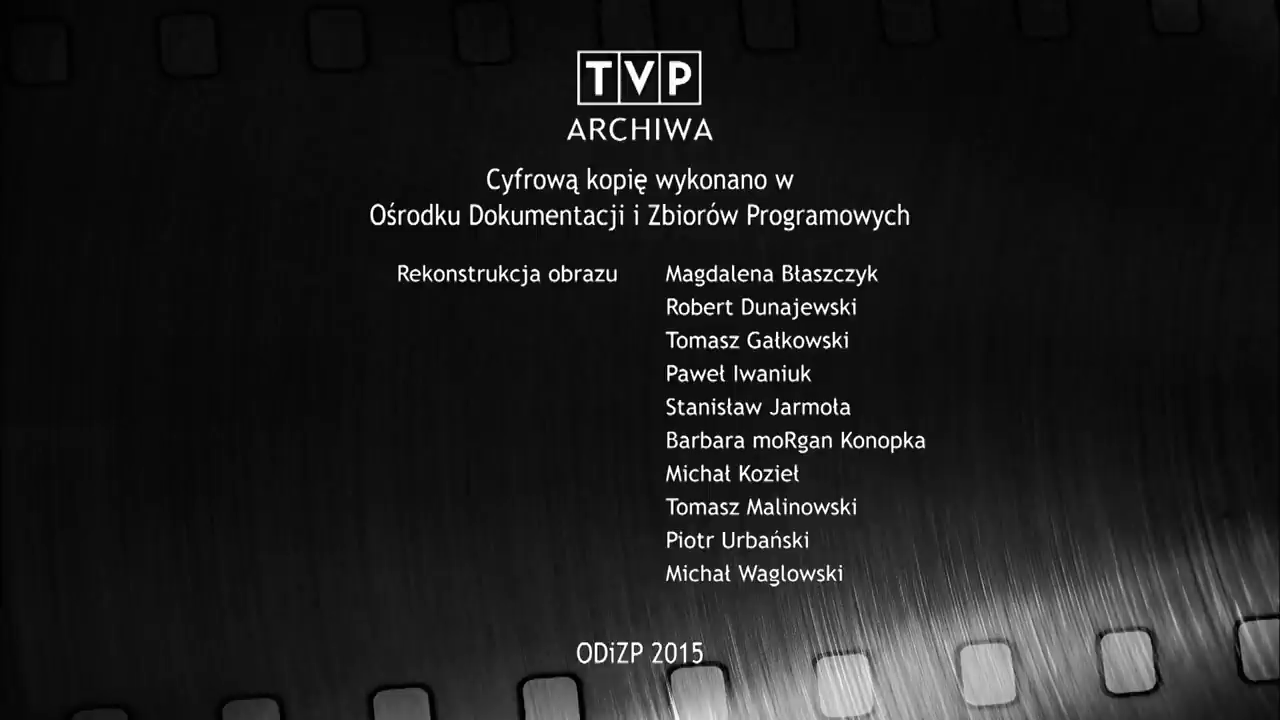 TVP
ARCHIWA
Cyfrową kopię wykonano w
Ośrodku Dokumentacji i Zbiorów Programowych
Rekonstrukcja obrazu Magdalena Błaszczyk
Robert Dunajewski
Tomasz Gałkowski
Paweł Iwaniuk
Stanisław Jarmoła
Barbara moRgan Konopka
Michał Kozieł
Tomasz Malinowski
Piotr Urbański
Michał Waglowski
ODiZP 2015